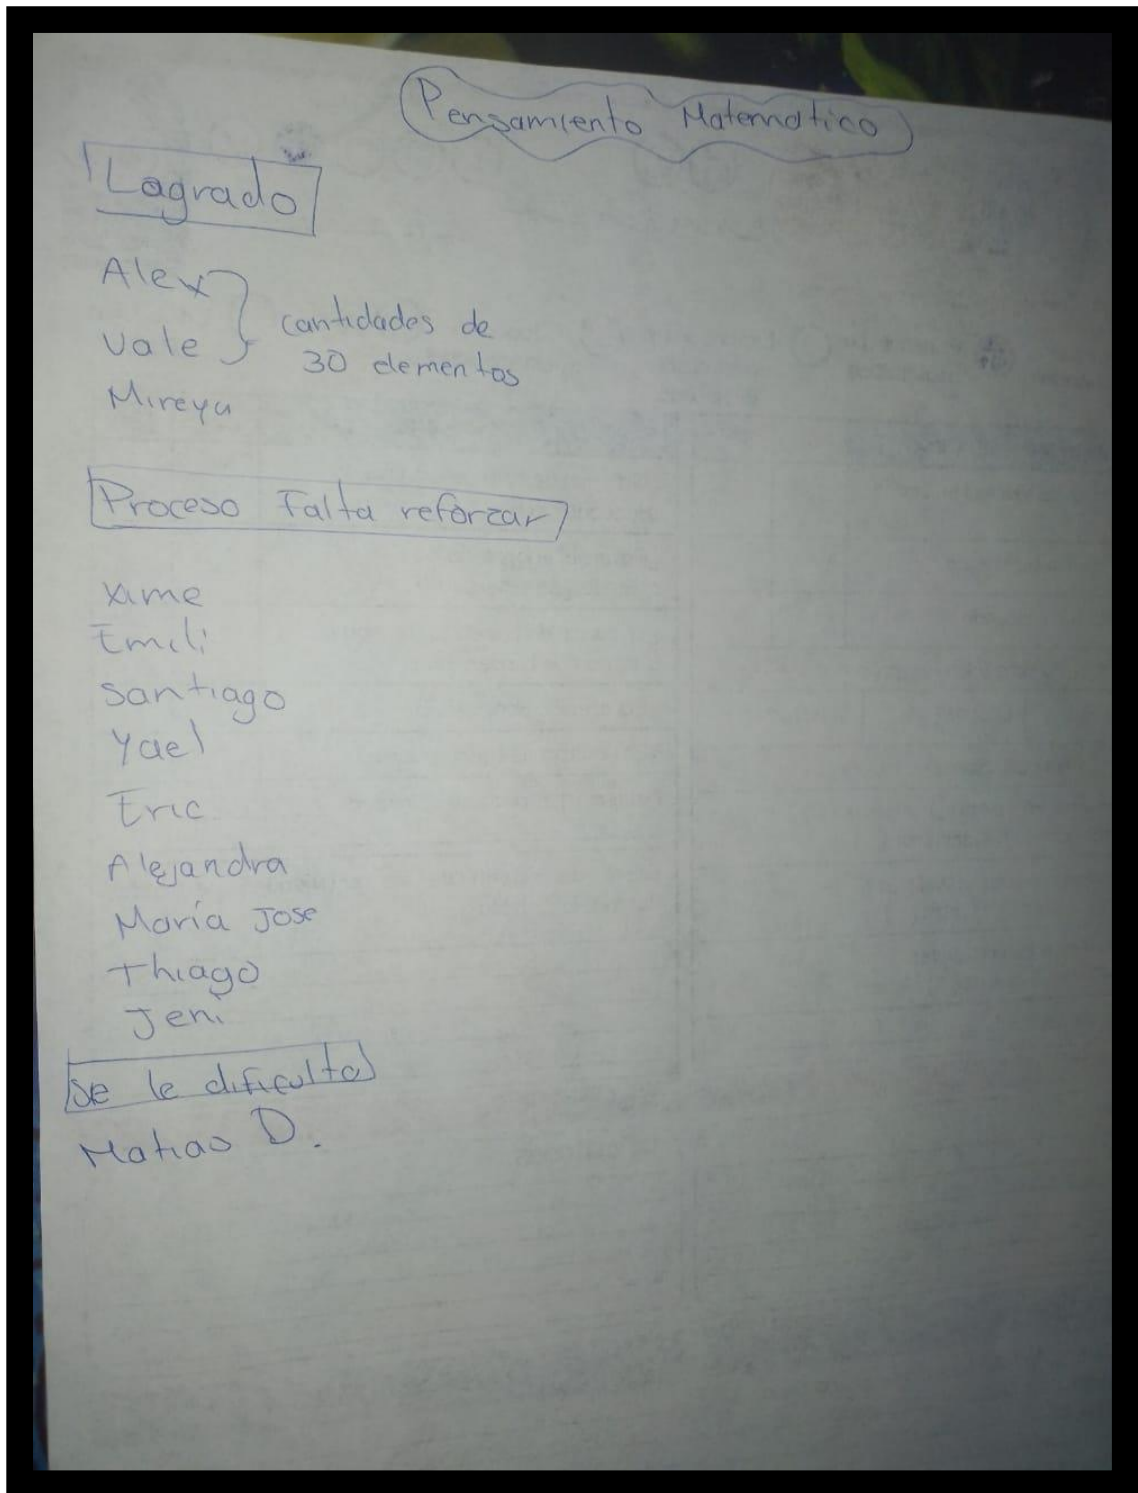 Pensamiento Matematico
Lagrado
Alex
Vale
cantidades de
30 elementos
Mireya
Proceso Falta reforzar
Xime
Emili
Santiago
Yael
Eric
Alejandra
María Jose
Thiago
Jeni
Se le dificulta
Matias D.